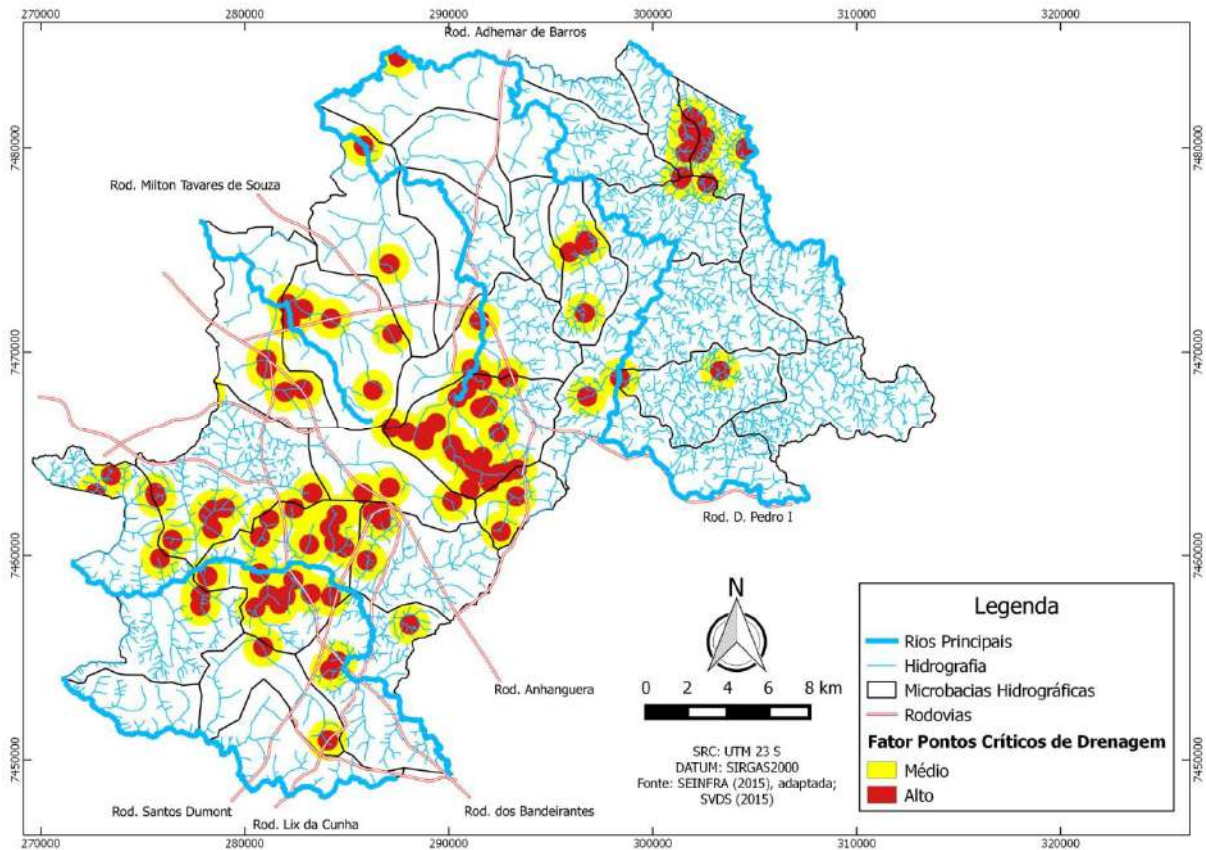 270000 280000 290000 300000 310000 320000
Rod. Adhemar de Barros
7480000
7480000
Rod. Milton Tavares de Souza
7470000
7470000
Rod. D. Pedro I
7460000
7460000
N
Legenda
Rios Principais
Hidrografia
Microbacias Hidrográficas
Rodovias
Fator Pontos Críticos de Drenagem
Médio
Alto
Rod. Anhanguera
0 2 4 6 8 km
SRC: UTM 23 S
DATUM: SIRGAS2000
Fonte: SEINFRA (2015), adaptada;
SVDS (2015)
7450000
7450000
Rod. Santos Dumont
Rod. Lix da Cunha
Rod. dos Bandeirantes
270000 280000 290000 300000 310000 320000